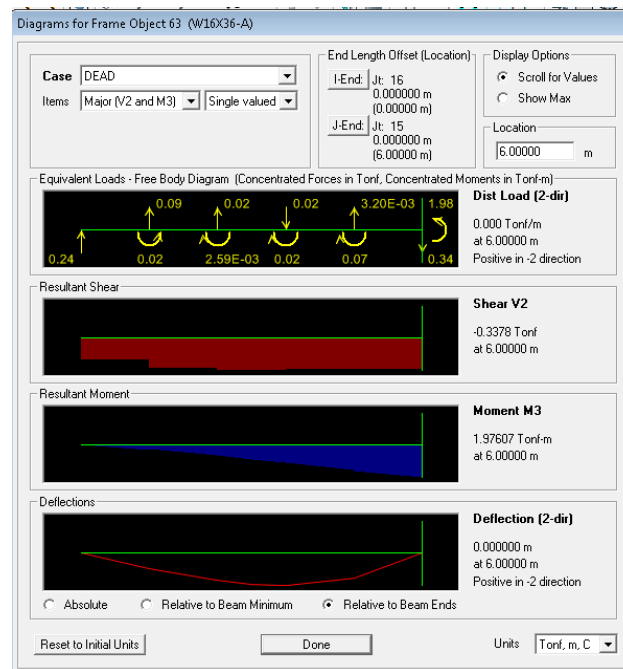 Diagrams for Frame Object 63 (W16X36-A)
Case DEAD
Items Major (V2 and M3) Single valued
End Length Offset (Location)
I-End: Jt: 16
0.000000 m
(0.00000 m)
J-End: Jt: 15
0.000000 m
(6.00000 m)
Display Options
Scroll for Values
Show Max
Location
6.00000 m
Equivalent Loads - Free Body Diagram (Concentrated Forces in Tonf, Concentrated Moments in Tonf-m)
0.09 0.02 0.02 3.20E-03 1.98
0.24 0.02 2.59E-03 0.02 0.07 0.34
Dist Load (2-dir)
0.000 Tonf/m
at 6.00000 m
Positive in -2 direction
Resultant Shear
Shear V2
-0.3378 Tonf
at 6.00000 m
Resultant Moment
Moment M3
1.97607 Tonf-m
at 6.00000 m
Deflections
Deflection (2-dir)
0.000000 m
at 6.00000 m
Positive in -2 direction
Absolute Relative to Beam Minimum Relative to Beam Ends
Reset to Initial Units Done Units Tonf, m, C